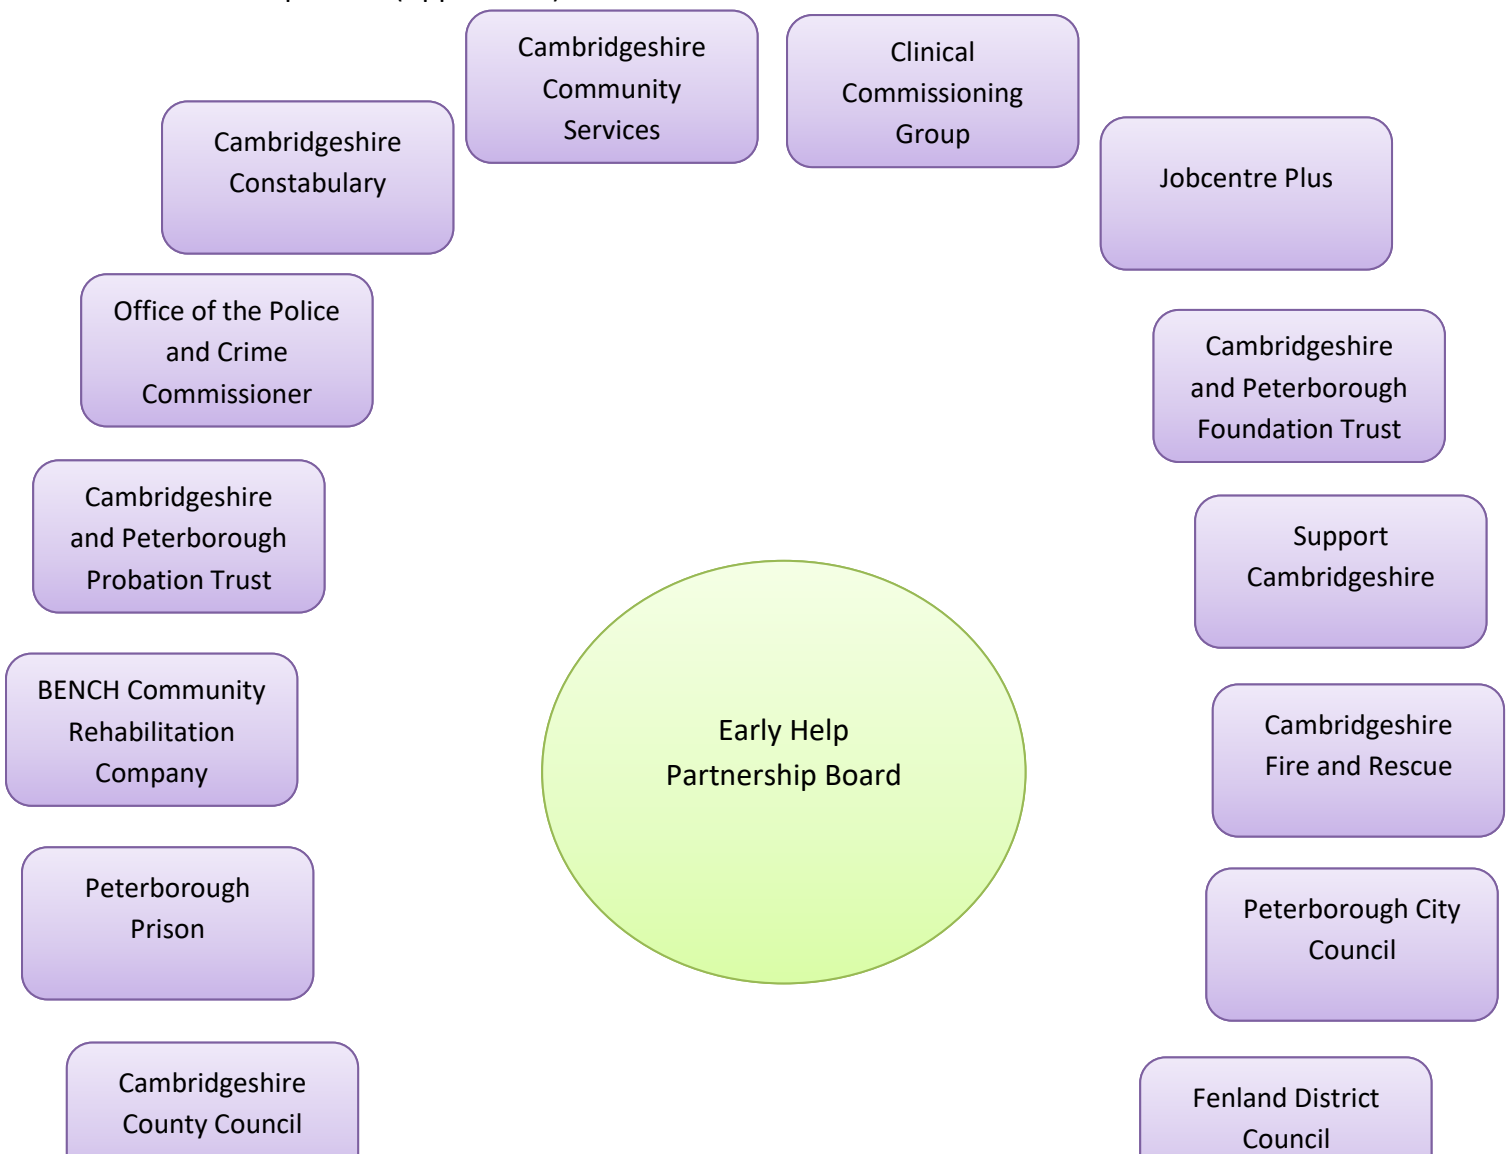 Cambridgeshire
Community
Services
Clinical
Commissioning
Group
Cambridgeshire
Constabulary
Jobcentre Plus
Office of the Police
and Crime
Commissioner
Cambridgeshire
and Peterborough
Foundation Trust
Cambridgeshire
and Peterborough
Probation Trust
Support
Cambridgeshire
BENCH Community
Rehabilitation
Company
Early Help
Partnership Board
Cambridgeshire
Fire and Rescue
Peterborough
Prison
Peterborough City
Council
Cambridgeshire
County Council
Fenland District
Council